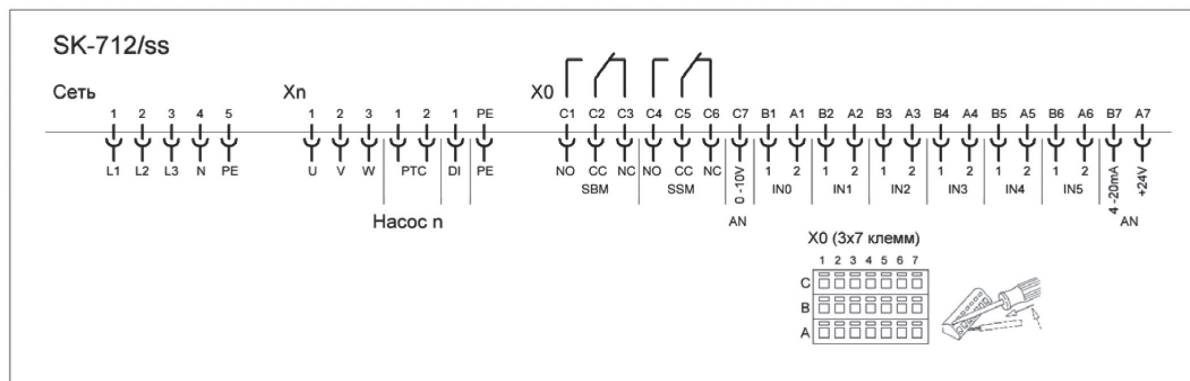 SK-712/ss
Сеть Xn X0
1 2 3 4 5 1 2 3 1 2 1 PE C1 C2 C3 C4 C5 C6 C7 B1 A1 B2 A2 B3 A3 B4 A4 B5 A5 B6 A6 B7 A7
L1 L2 L3 N PE U V W PTC DI PE NO CC NC NO CC NC 0 -10V 1 2 1 2 1 2 1 2 1 2 1 2 4 -20mA +24V
SBM SSM IN0 IN1 IN2 IN3 IN4 IN5
Насос n AN AN
X0 (3x7 клемм)
1 2 3 4 5 6 7
C
B
A